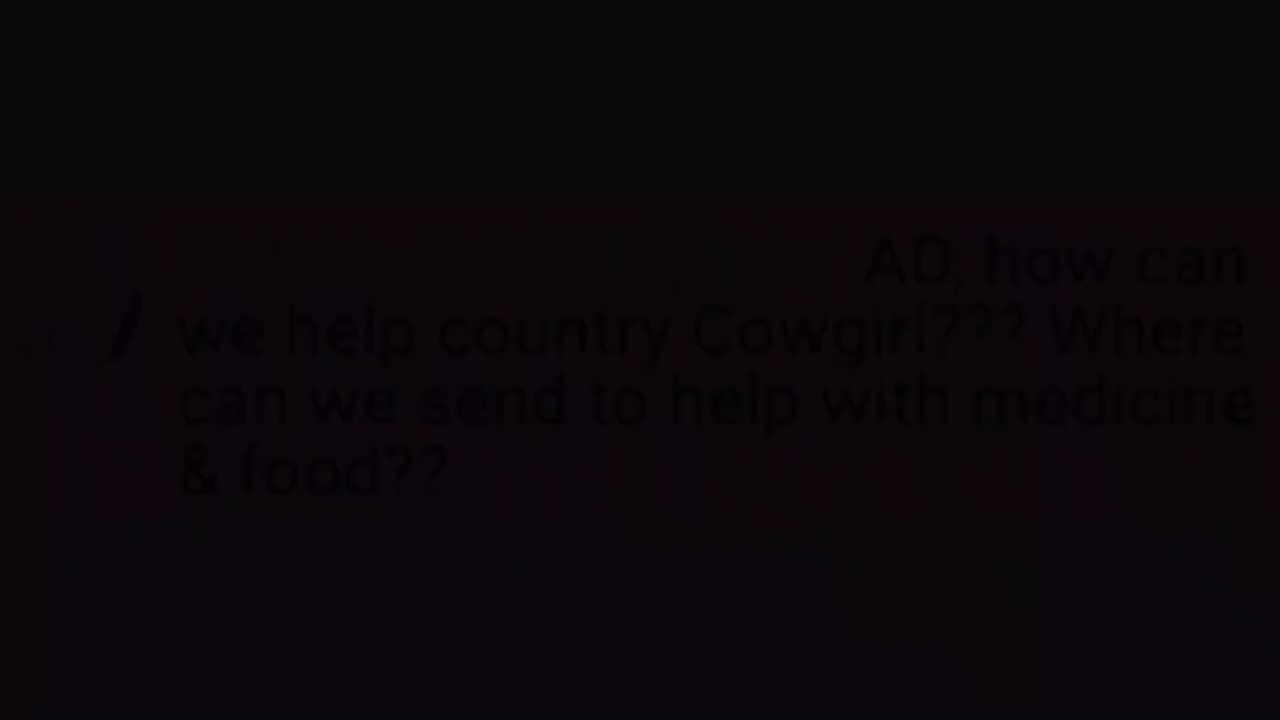 AD, how can
we help country Cowgirl??? Where
can we send to help with medicine
& food??